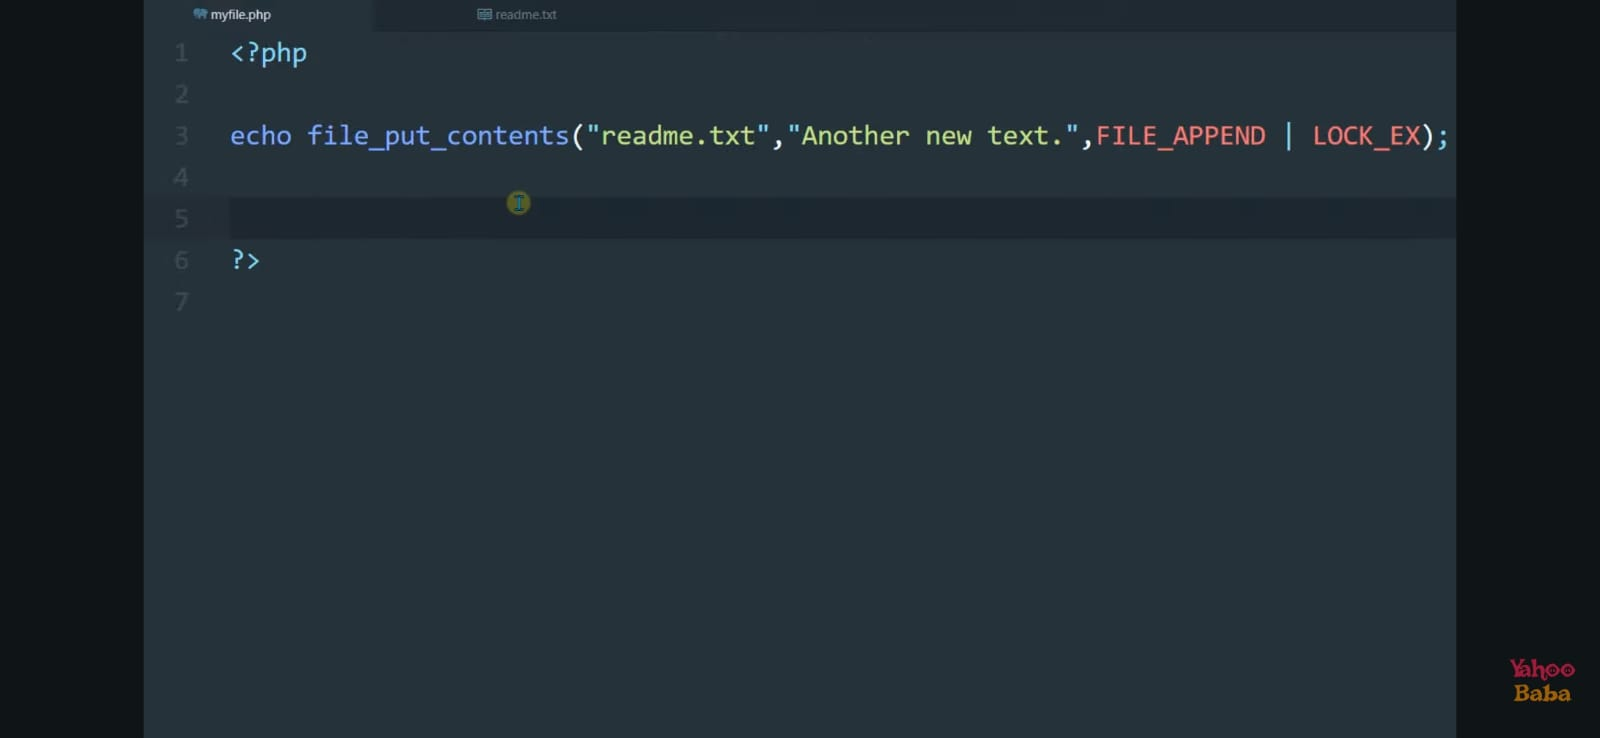 myfile.php readme.txt
1 <?php
2
3 echo file_put_contents("readme.txt","Another new text.",FILE_APPEND | LOCK_EX);
4
5
6 ?>
7
Yahoo
Baba